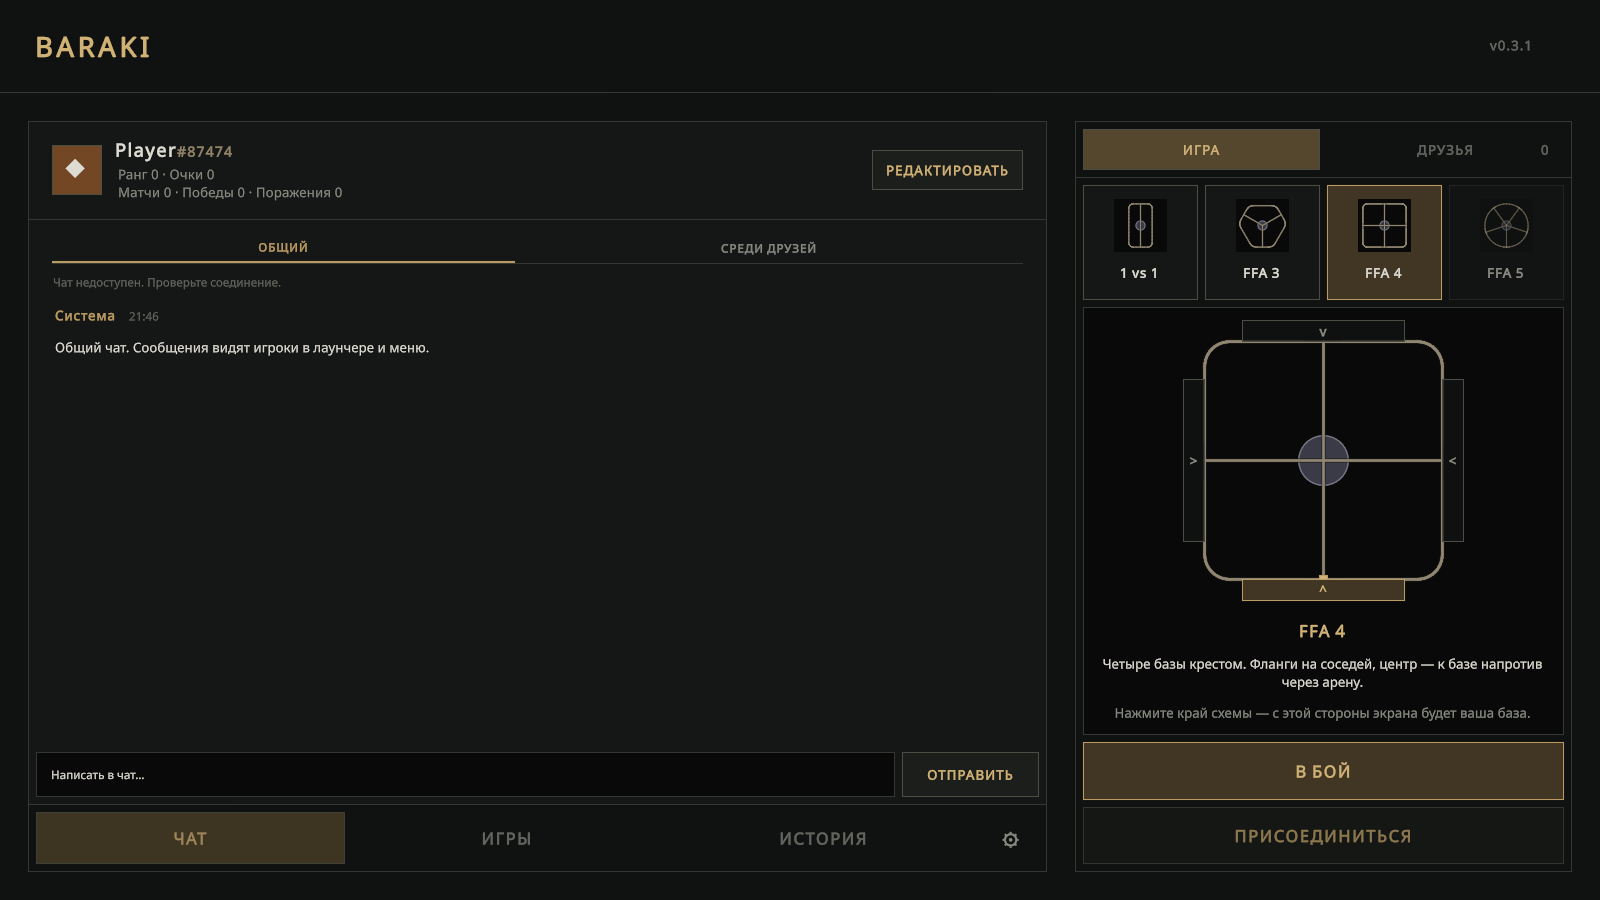 BARAKI
v0.3.1
Player#87474
Ранг 0 · Очки 0
Матчи 0 · Победы 0 · Поражения 0
РЕДАКТИРОВАТЬ
ОБЩИЙ
СРЕДИ ДРУЗЕЙ
Чат недоступен. Проверьте соединение.
Система 21:46
Общий чат. Сообщения видят игроки в лаунчере и меню.
Написать в чат...
ОТПРАВИТЬ
ЧАТ
ИГРЫ
ИСТОРИЯ
ИГРА
ДРУЗЬЯ 0
1 vs 1
FFA 3
FFA 4
FFA 5
v
>
<
^
FFA 4
Четыре базы крестом. Фланги на соседей, центр — к базе напротив
через арену.
Нажмите край схемы — с этой стороны экрана будет ваша база.
В БОЙ
ПРИСОЕДИНИТЬСЯ